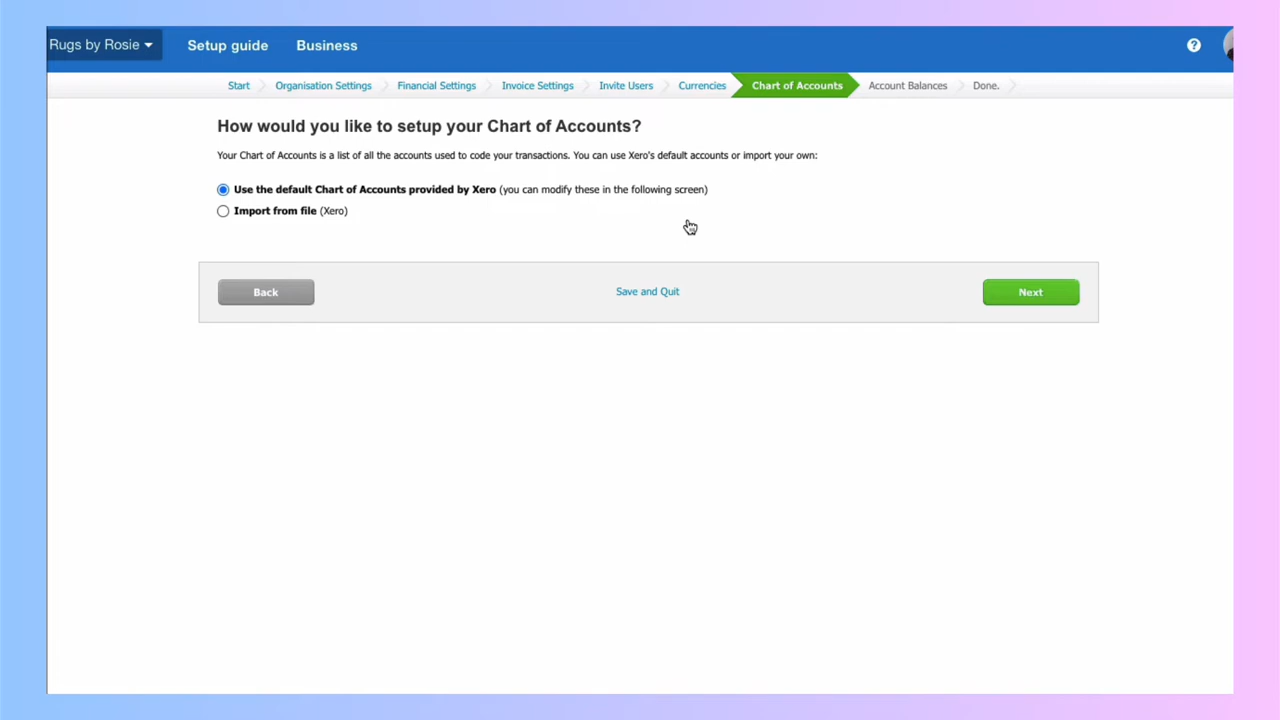 Rugs by Rosie
Setup guide
Business
?
Start
Organisation Settings
Financial Settings
Invoice Settings
Invite Users
Currencies
Chart of Accounts
Account Balances
Done.
How would you like to setup your Chart of Accounts?
Your Chart of Accounts is a list of all the accounts used to code your transactions. You can use Xero's default accounts or import your own:
Use the default Chart of Accounts provided by Xero (you can modify these in the following screen)
Import from file (Xero)
Back
Save and Quit
Next